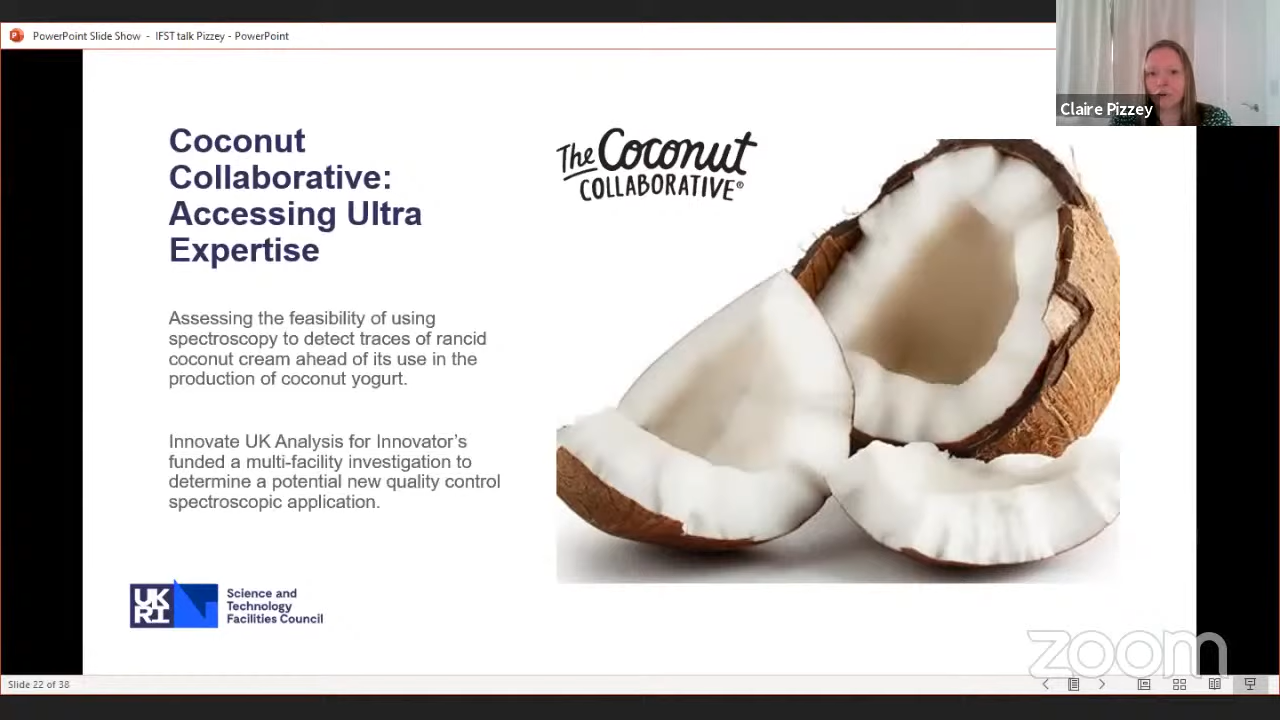 PowerPoint Slide Show - IFST talk Pizzey - PowerPoint
Claire Pizzey
Coconut
Collaborative:
Accessing Ultra
Expertise
The Coconut
COLLABORATIVE®
Assessing the feasibility of using
spectroscopy to detect traces of rancid
coconut cream ahead of its use in the
production of coconut yogurt.
Innovate UK Analysis for Innovator’s
funded a multi-facility investigation to
determine a potential new quality control
spectroscopic application.
UK
RI
Science and
Technology
Facilities Council
zoom
Slide 22 of 38